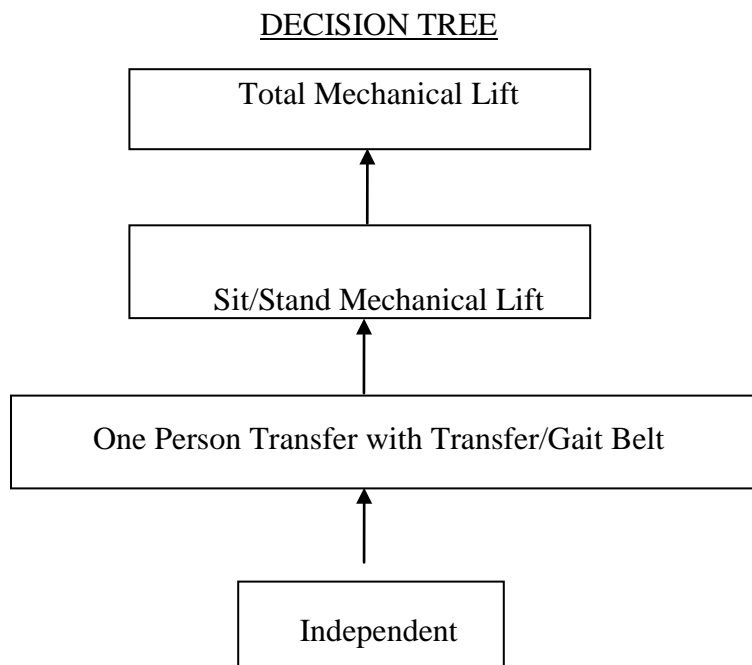 DECISION TREE
Total Mechanical Lift
Sit/Stand Mechanical Lift
One Person Transfer with Transfer/Gait Belt
Independent